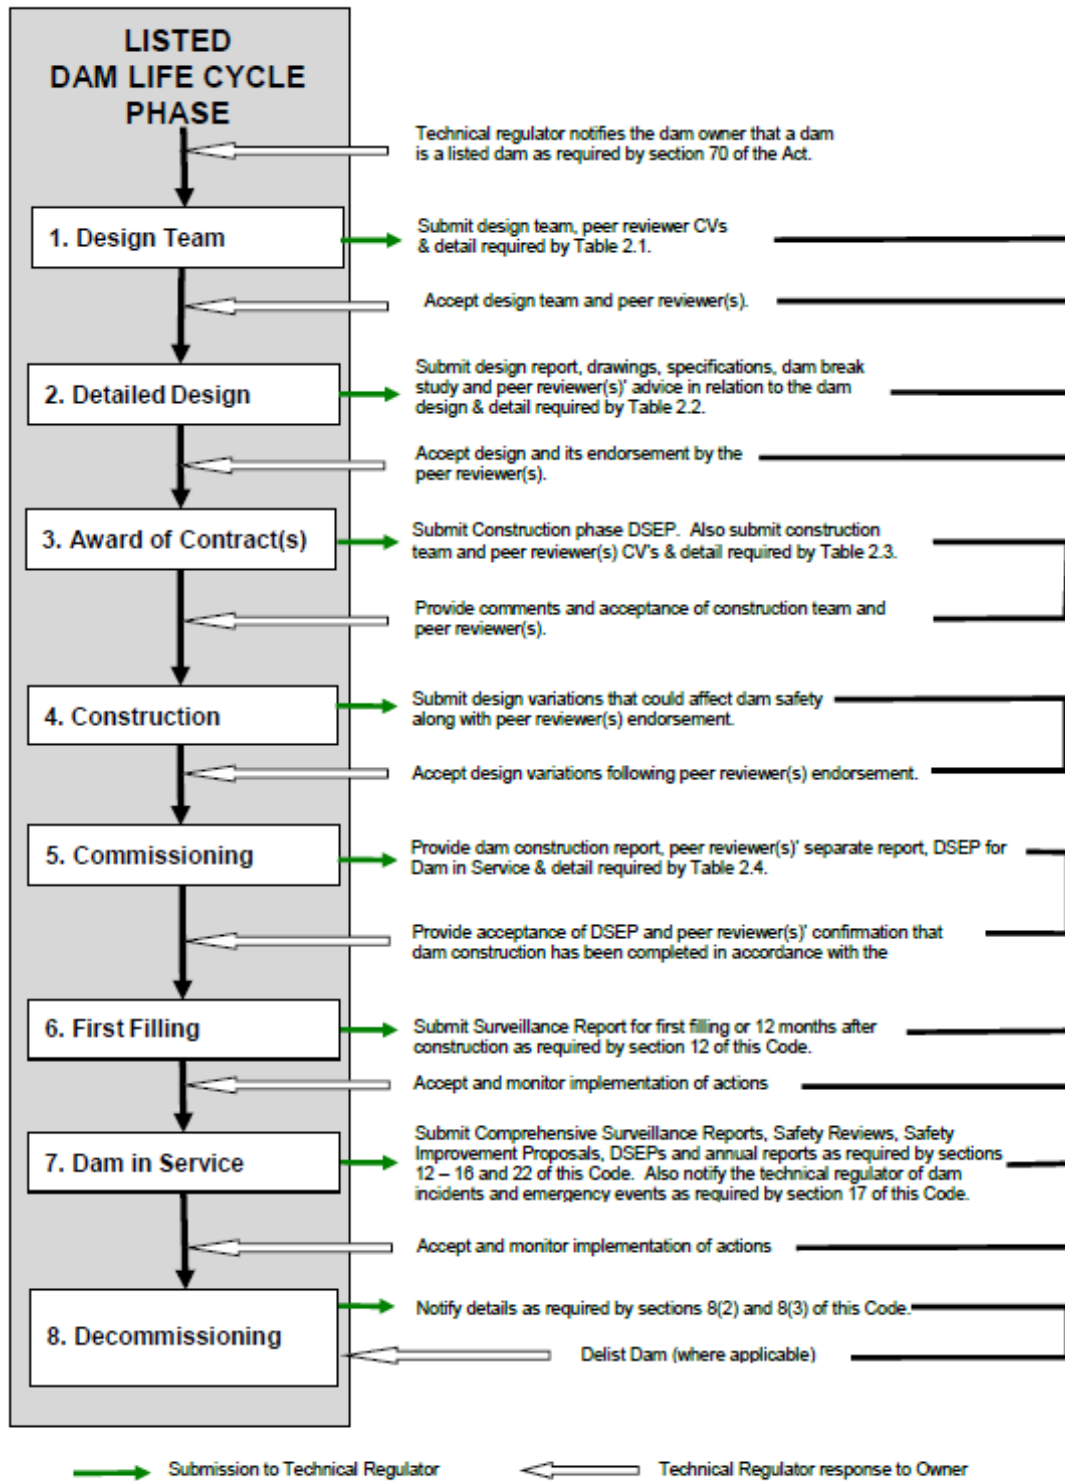 LISTED
DAM LIFE CYCLE
PHASE
Technical regulator notifies the dam owner that a dam
is a listed dam as required by section 70 of the Act.
1. Design Team
Submit design team, peer reviewer CVs
& detail required by Table 2.1.
Accept design team and peer reviewer(s).
2. Detailed Design
Submit design report, drawings, specifications, dam break
study and peer reviewer(s)' advice in relation to the dam
design & detail required by Table 2.2.
Accept design and its endorsement by the
peer reviewer(s).
3. Award of Contract(s)
Submit Construction phase DSEP. Also submit construction
team and peer reviewer(s) CV's & detail required by Table 2.3.
Provide comments and acceptance of construction team and
peer reviewer(s).
4. Construction
Submit design variations that could affect dam safety
along with peer reviewer(s) endorsement.
Accept design variations following peer reviewer(s) endorsement.
5. Commissioning
Provide dam construction report, peer reviewer(s)' separate report, DSEP for
Dam in Service & detail required by Table 2.4.
Provide acceptance of DSEP and peer reviewer(s)' confirmation that
dam construction has been completed in accordance with the
6. First Filling
Submit Surveillance Report for first filling or 12 months after
construction as required by section 12 of this Code.
Accept and monitor implementation of actions
7. Dam in Service
Submit Comprehensive Surveillance Reports, Safety Reviews, Safety
Improvement Proposals, DSEPs and annual reports as required by sections
12 – 16 and 22 of this Code. Also notify the technical regulator of dam
incidents and emergency events as required by section 17 of this Code.
Accept and monitor implementation of actions
8. Decommissioning
Notify details as required by sections 8(2) and 8(3) of this Code.
Delist Dam (where applicable)
Submission to Technical Regulator
Technical Regulator response to Owner